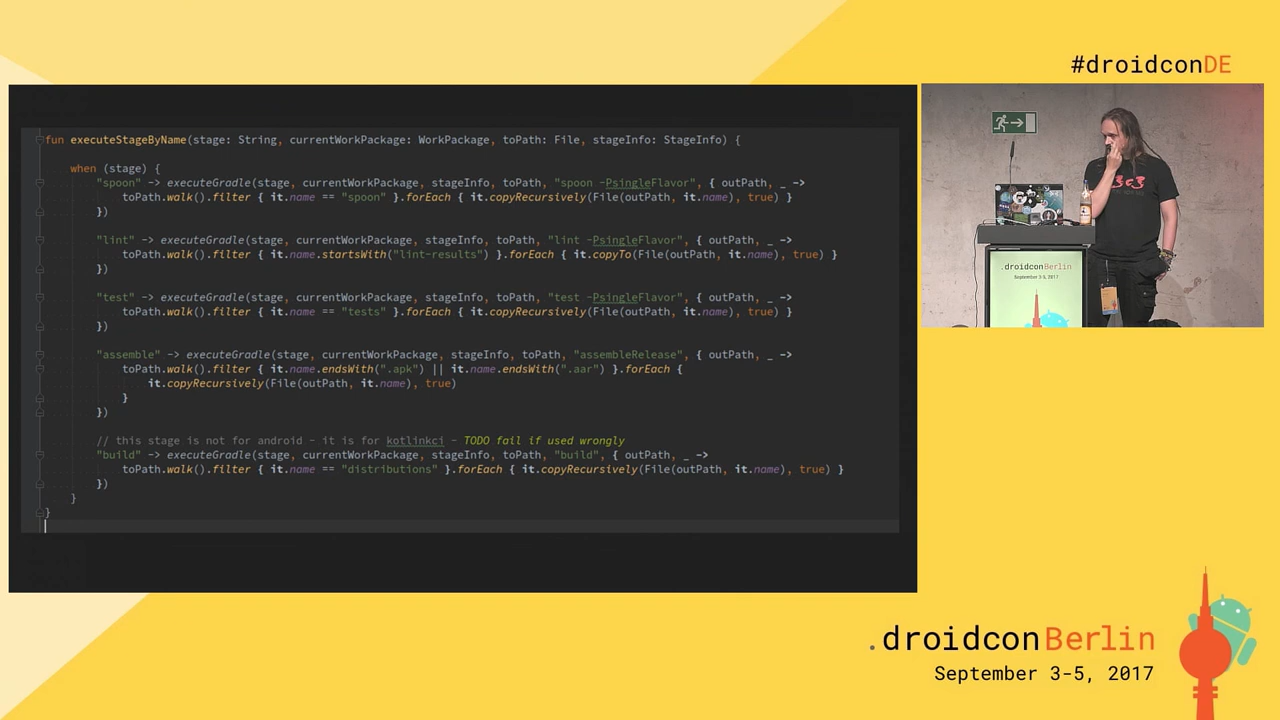 #droidconDE
fun executeStageByName(stage: String, currentWorkPackage: WorkPackage, toPath: File, stageInfo: StageInfo) {
when (stage) {
"spoon" -> executeGradle(stage, currentWorkPackage, stageInfo, toPath, "spoon -PsingleFlavor", { outPath, _ ->
toPath.walk().filter { it.name == "spoon" }.forEach { it.copyRecursively(File(outPath, it.name), true) }
})
"lint" -> executeGradle(stage, currentWorkPackage, stageInfo, toPath, "lint -PsingleFlavor", { outPath, _ ->
toPath.walk().filter { it.name.startsWith("lint-results") }.forEach { it.copyTo(File(outPath, it.name), true) }
})
"test" -> executeGradle(stage, currentWorkPackage, stageInfo, toPath, "test -PsingleFlavor", { outPath, _ ->
toPath.walk().filter { it.name == "tests" }.forEach { it.copyRecursively(File(outPath, it.name), true) }
})
"assemble" -> executeGradle(stage, currentWorkPackage, stageInfo, toPath, "assembleRelease", { outPath, _ ->
toPath.walk().filter { it.name.endsWith(".apk") || it.name.endsWith(".aar") }.forEach {
it.copyRecursively(File(outPath, it.name), true)
}
})
// this stage is not for android - it is for kotlinkci - TODO fail if used wrongly
"build" -> executeGradle(stage, currentWorkPackage, stageInfo, toPath, "build", { outPath, _ ->
toPath.walk().filter { it.name == "distributions" }.forEach { it.copyRecursively(File(outPath, it.name), true) }
})
}
}
.droidconBerlin
September 3-5, 2017
.droidconBerlin
September 3-5, 2017